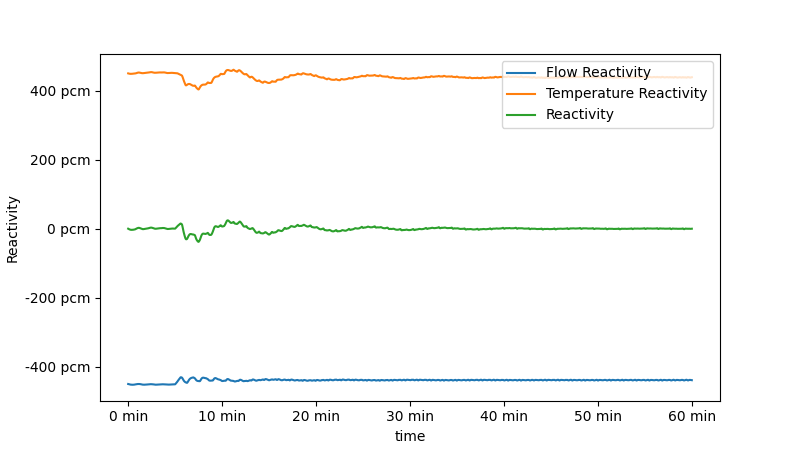 Flow Reactivity
Temperature Reactivity
Reactivity
400 pcm
200 pcm
0 pcm
-200 pcm
-400 pcm
Reactivity
0 min 10 min 20 min 30 min 40 min 50 min 60 min
time